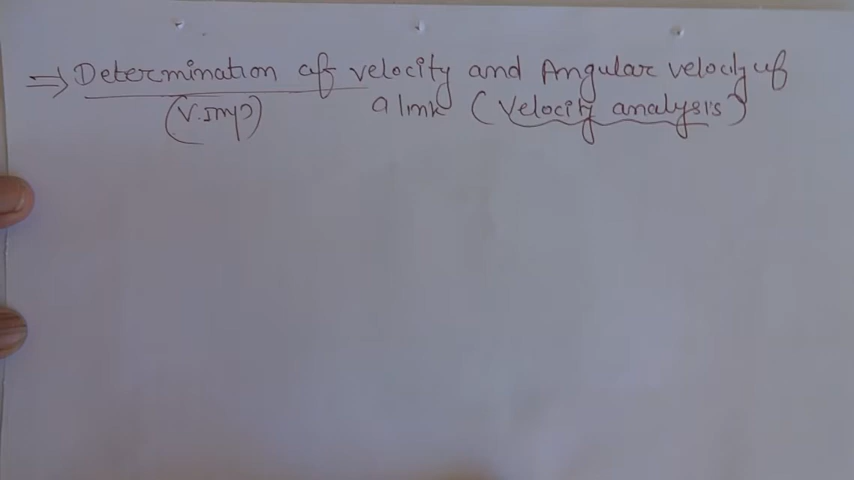 ⇒ Determination of velocity and Angular velocity of
a link (Velocity analysis)
(V.Imp)